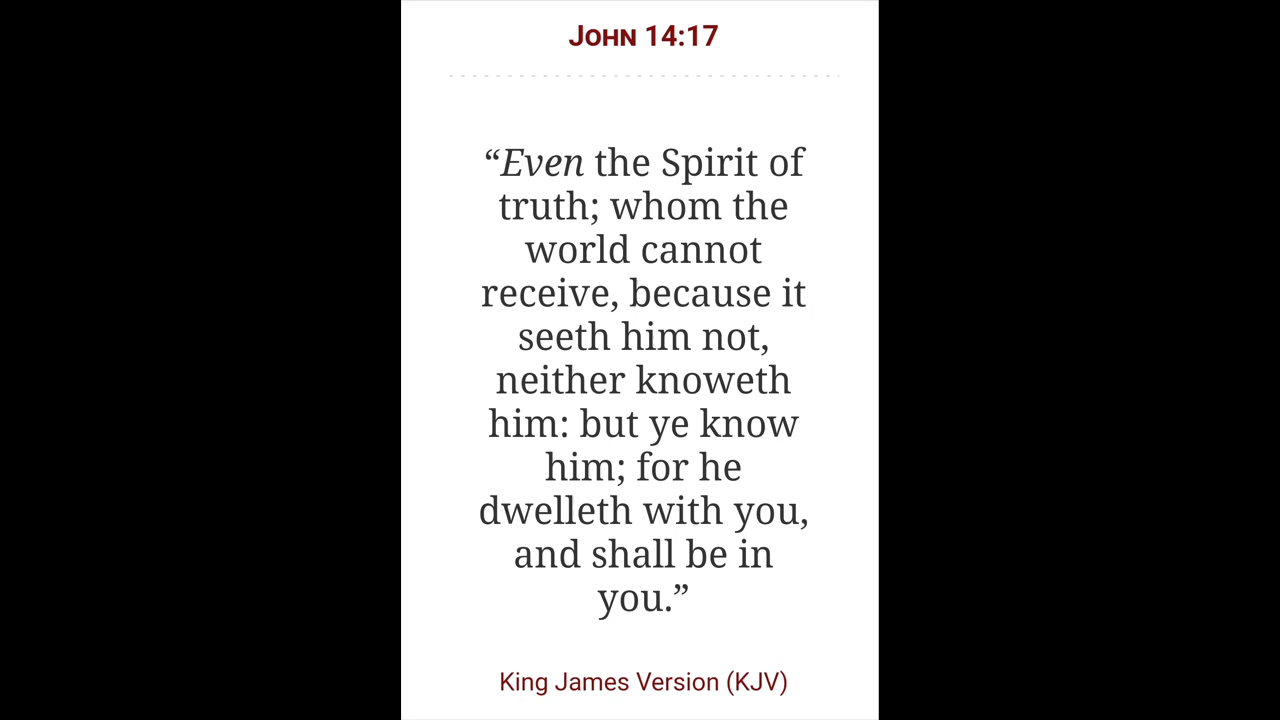 John 14:17
“Even the Spirit of
truth; whom the
world cannot
receive, because it
seeth him not,
neither knoweth
him: but ye know
him; for he
dwelleth with you,
and shall be in
you.”
King James Version (KJV)